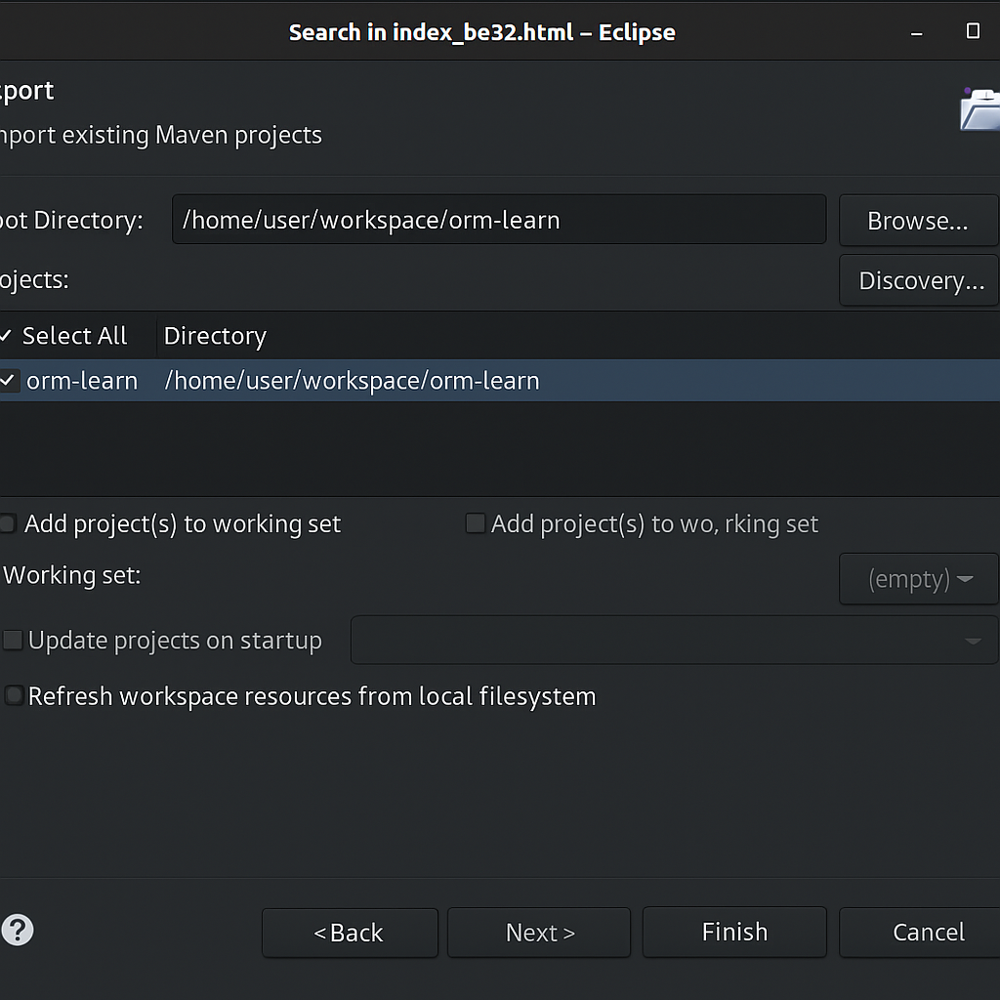 Search in index_be32.html – Eclipse
port
nport existing Maven projects
oot Directory: /home/user/workspace/orm-learn Browse...
ojects: Discovery...
Select All Directory
orm-learn /home/user/workspace/orm-learn
Add project(s) to working set Add project(s) to wo, rking set
Working set: (empty)
Update projects on startup
Refresh workspace resources from local filesystem
? < Back Next > Finish Cancel